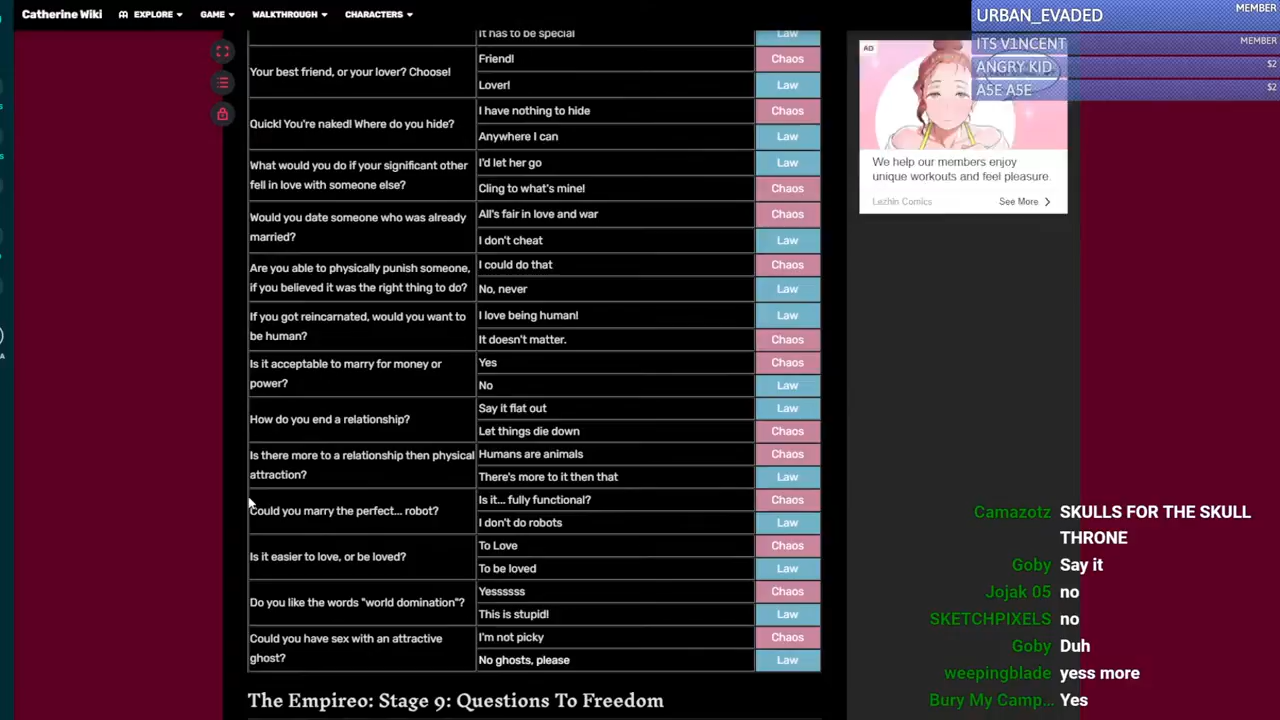 Catherine Wiki EXPLORE GAME WALKTHROUGH CHARACTERS
URBAN_EVADED MEMBER
ITS V1NCENT MEMBER
ANGRY KID $2
A5E A5E $2
It has to be special Law
Your best friend, or your lover? Choose!
Friend! Chaos
Lover! Law
Quick! You're naked! Where do you hide?
I have nothing to hide Chaos
Anywhere I can Law
What would you do if your significant other
fell in love with someone else?
I'd let her go Law
Cling to what's mine! Chaos
Would you date someone who was already
married?
All's fair in love and war Chaos
I don't cheat Law
Are you able to physically punish someone,
if you believed it was the right thing to do?
I could do that Chaos
No, never Law
If you got reincarnated, would you want to
be human?
I love being human! Law
It doesn't matter. Chaos
Is it acceptable to marry for money or
power?
Yes Chaos
No Law
How do you end a relationship?
Say it flat out Law
Let things die down Chaos
Is there more to a relationship then physical
attraction?
Humans are animals Chaos
There's more to it then that Law
Could you marry the perfect... robot?
Is it... fully functional? Chaos
I don't do robots Law
Is it easier to love, or be loved?
To Love Chaos
To be loved Law
Do you like the words "world domination"?
Yessssss Chaos
This is stupid! Law
Could you have sex with an attractive
ghost?
I'm not picky Chaos
No ghosts, please Law
The Empireo: Stage 9: Questions To Freedom
AD
We help our members enjoy
unique workouts and feel pleasure.
Lezhin Comics See More
Camazotz SKULLS FOR THE SKULL
THRONE
Goby Say it
Jojak 05 no
SKETCHPIXELS no
Goby Duh
weepingblade yess more
Bury My Camp... Yes